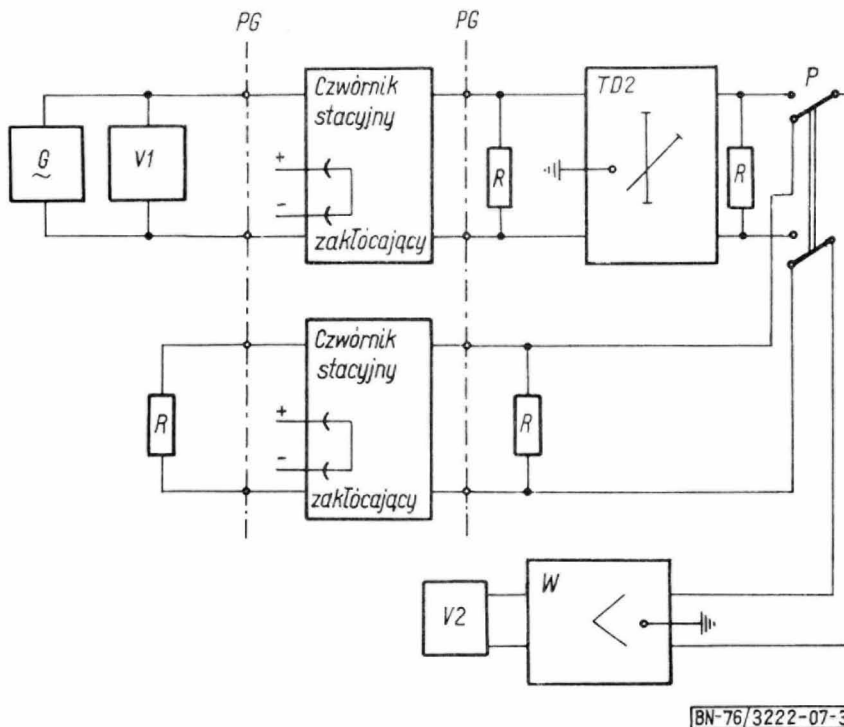 PG
PG
Czwórnik
stacyjny
+
-
zakłócający
G
~
V1
R
TD2
R
P
Czwórnik
stacyjny
+
-
zakłócający
R
R
W
V2
BN-76/3222-07-3